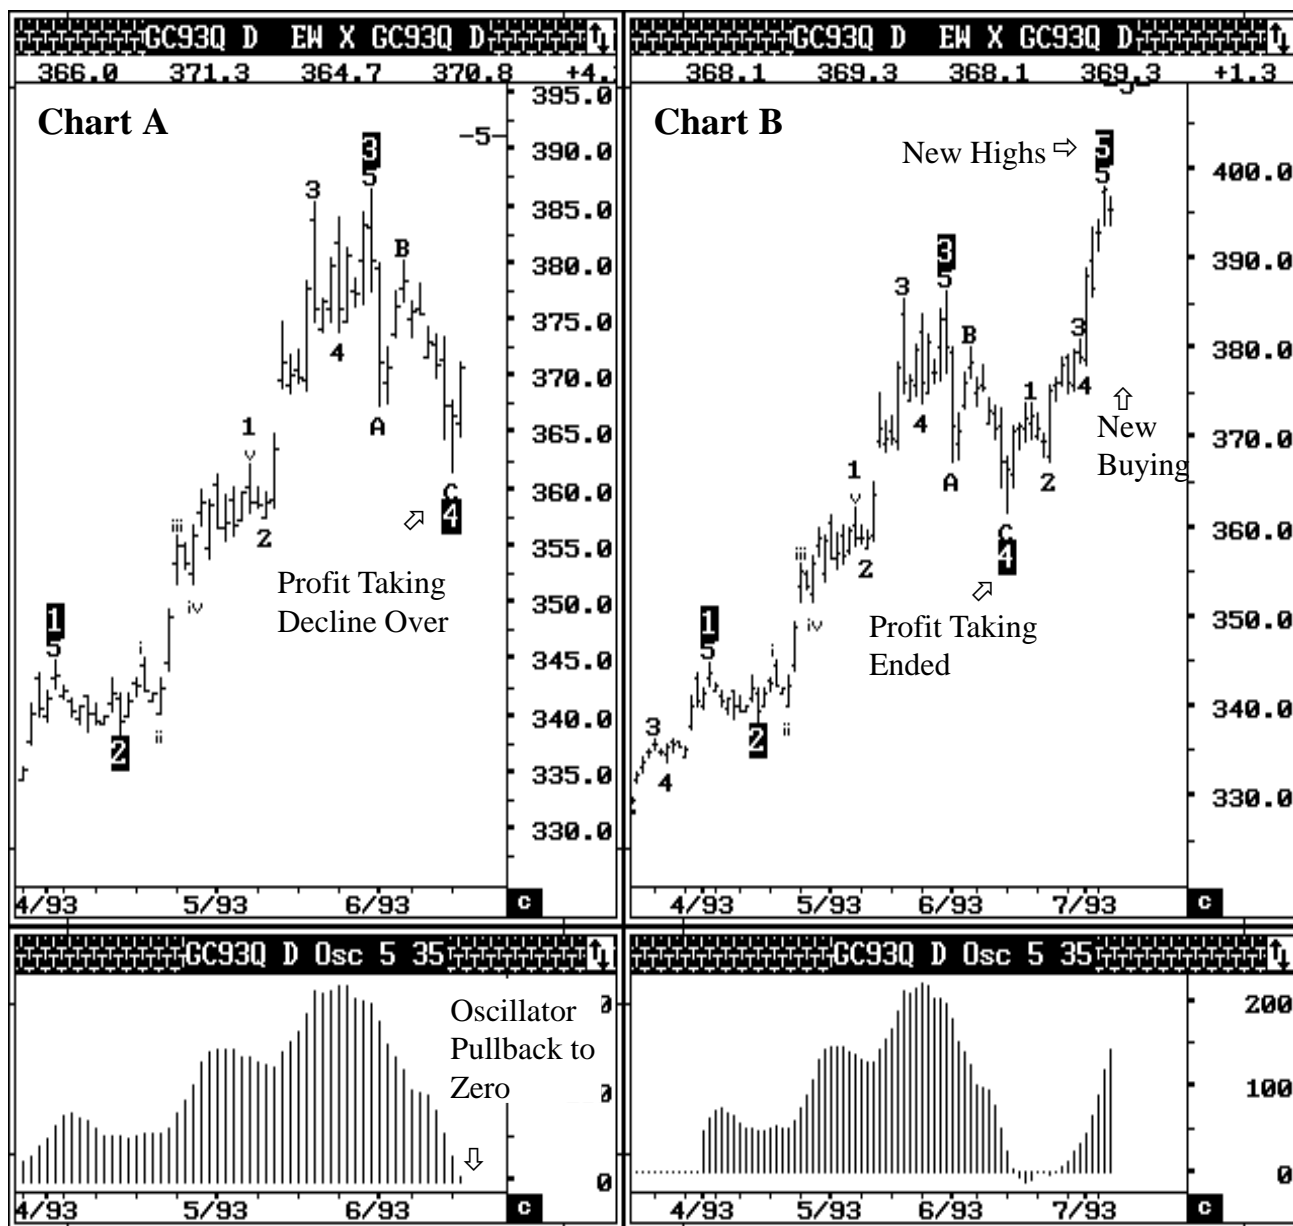 GC93Q D EW X GC93Q D
366.0 371.3 364.7 370.8 +4.
Chart A
395.0
390.0
385.0
380.0
375.0
370.0
365.0
360.0
355.0
350.0
345.0
340.0
335.0
330.0
-5-
3
5
3
B
4
A
1
v
2
C
4
iii
iv
Profit Taking
Decline Over
1
5
i
2
ii
4/93 5/93 6/93 C
GC93Q D Osc 5 35
Oscillator
Pullback to
Zero
0
4/93 5/93 6/93 C
GC93Q D EW X GC93Q D
368.1 369.3 368.1 369.3 +1.3
Chart B
-5-
New Highs
5
5
400.0
390.0
380.0
370.0
360.0
350.0
340.0
330.0
3
5
3
B
3
4
4
1
New
Buying
A
2
1
v
2
C
4
iii
iv
Profit Taking
Ended
1
5
i
2
ii
3
4
4/93 5/93 6/93 7/93 C
GC93Q D Osc 5 35
200
100
0
4/93 5/93 6/93 7/93 C